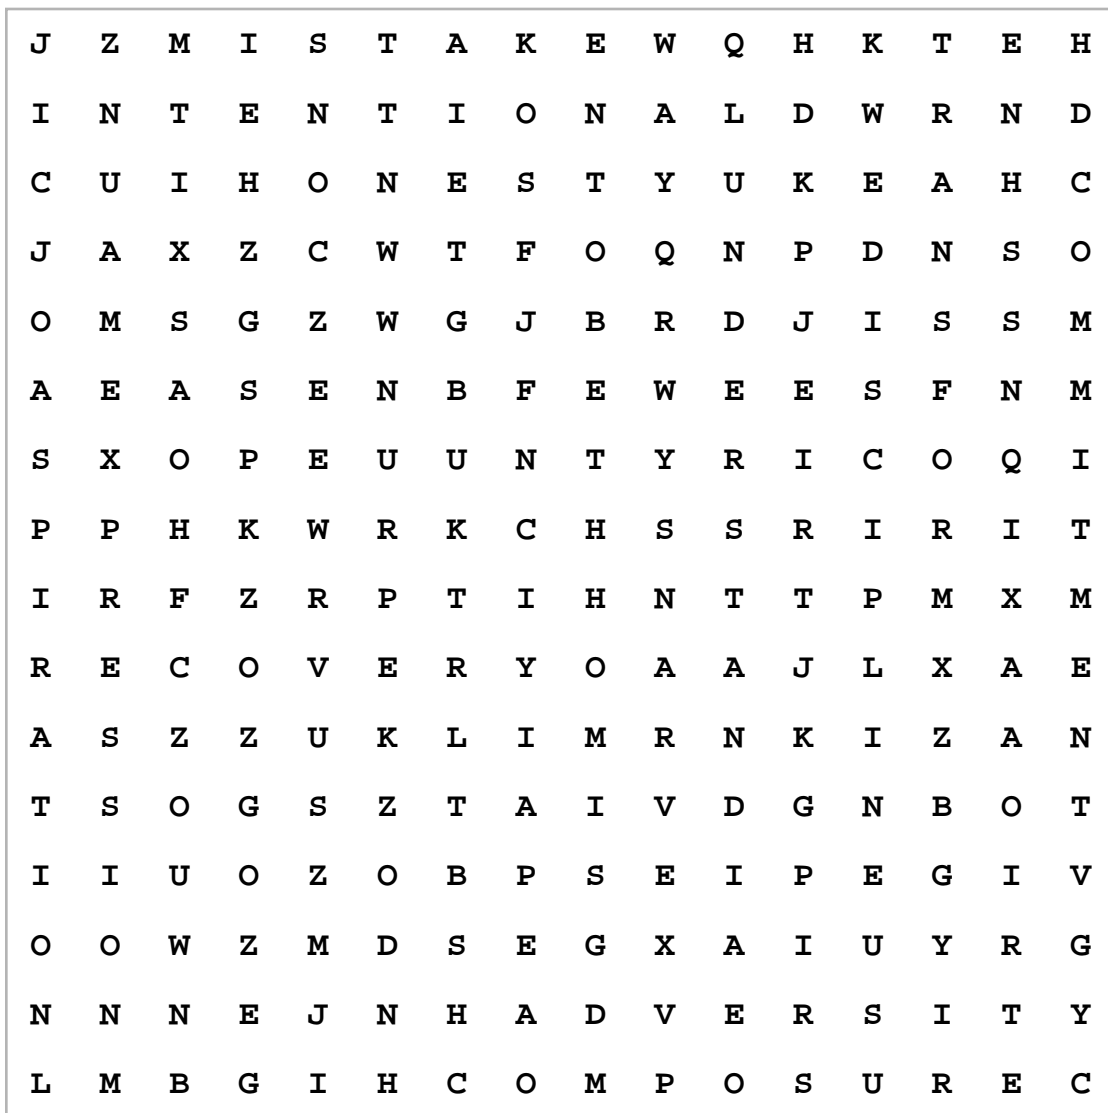 J Z M I S T A K E W Q H K T E H
I N T E N T I O N A L D W R N D
C U I H O N E S T Y U K E A H C
J A X Z C W T F O Q N P D N S O
O M S G Z W G J B R D J I S S M
A E A S E N B F E W E E S F N M
S X O P E U U N T Y R I C O Q I
P P H K W R K C H S S R I R I T
I R F Z R P T I H N T T P M X M
R E C O V E R Y O A A J L X A E
A S Z Z U K L I M R N K I Z A N
T S O G S Z T A I V D G N B O T
I I U O Z O B P S E I P E G I V
O O W Z M D S E G X A I U Y R G
N N N E J N H A D V E R S I T Y
L M B G I H C O M P O S U R E C